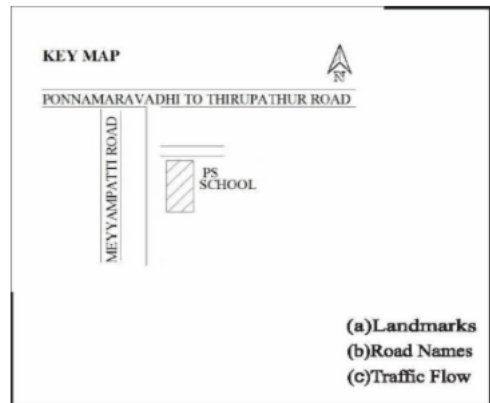 KEY MAP
N
PONNAMARAVADHI TO THIRUPATHUR ROAD
MEYYAMPATTI ROAD
PS
SCHOOL
(a)Landmarks
(b)Road Names
(c)Traffic Flow